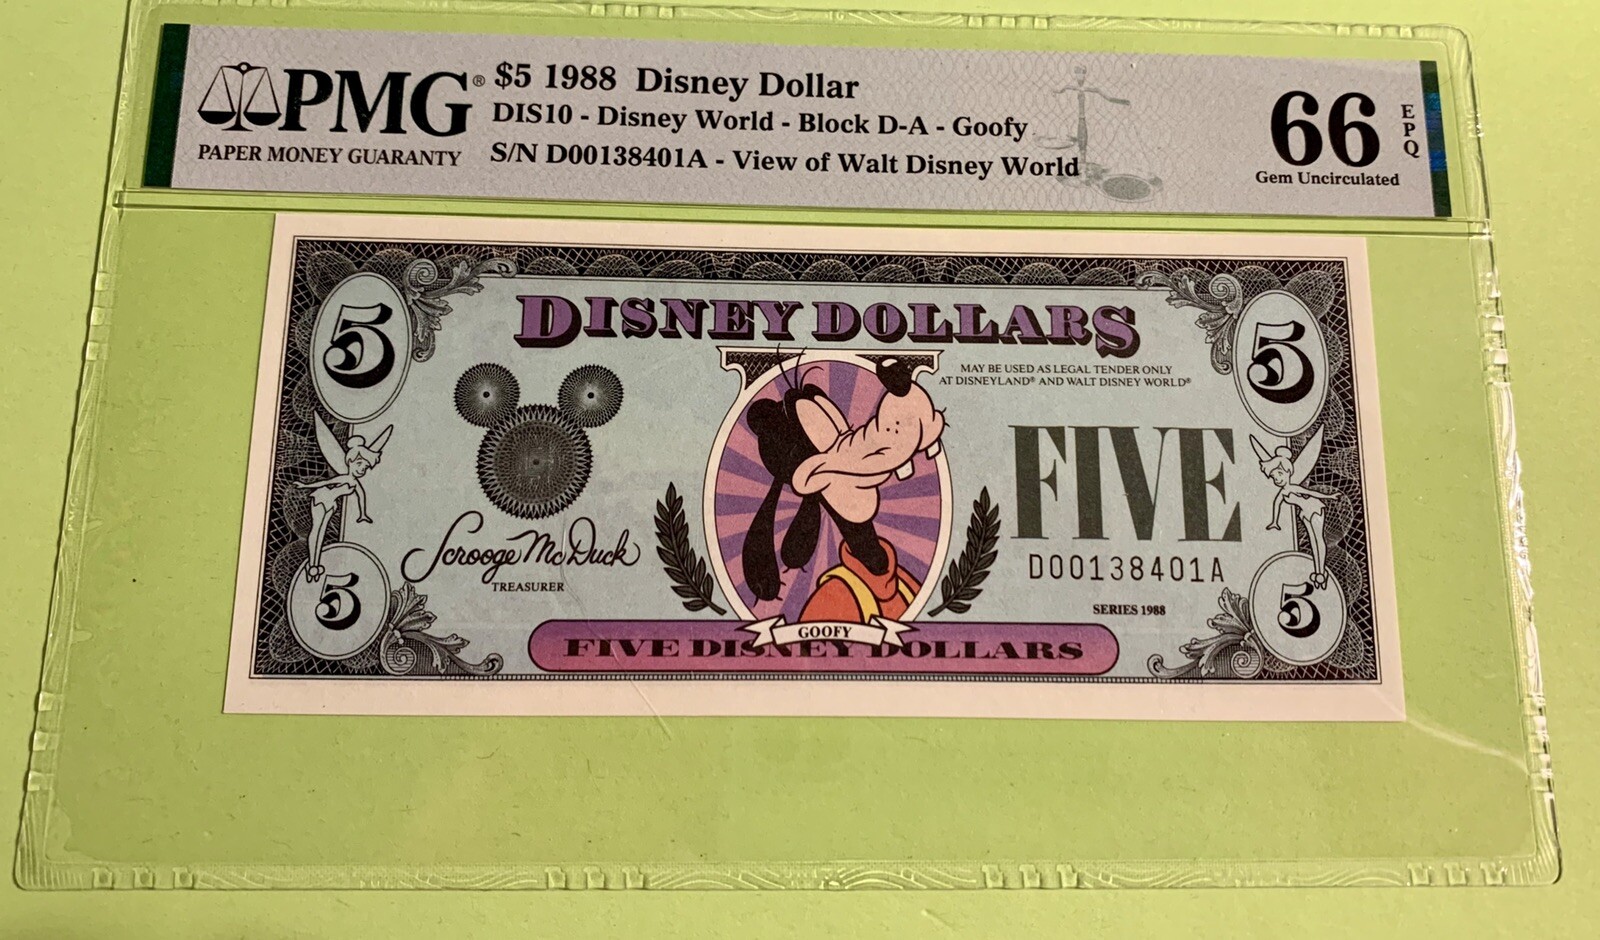 PMG®
PAPER MONEY GUARANTY
$5 1988 Disney Dollar
DIS10 - Disney World - Block D-A - Goofy
S/N D00138401A - View of Walt Disney World
66 EPQ
Gem Uncirculated
5
5
DISNEY DOLLARS
MAY BE USED AS LEGAL TENDER ONLY
AT DISNEYLAND® AND WALT DISNEY WORLD®
FIVE
Scrooge McDuck
TREASURER
D00138401A
SERIES 1988
5
5
GOOFY
FIVE DISNEY DOLLARS